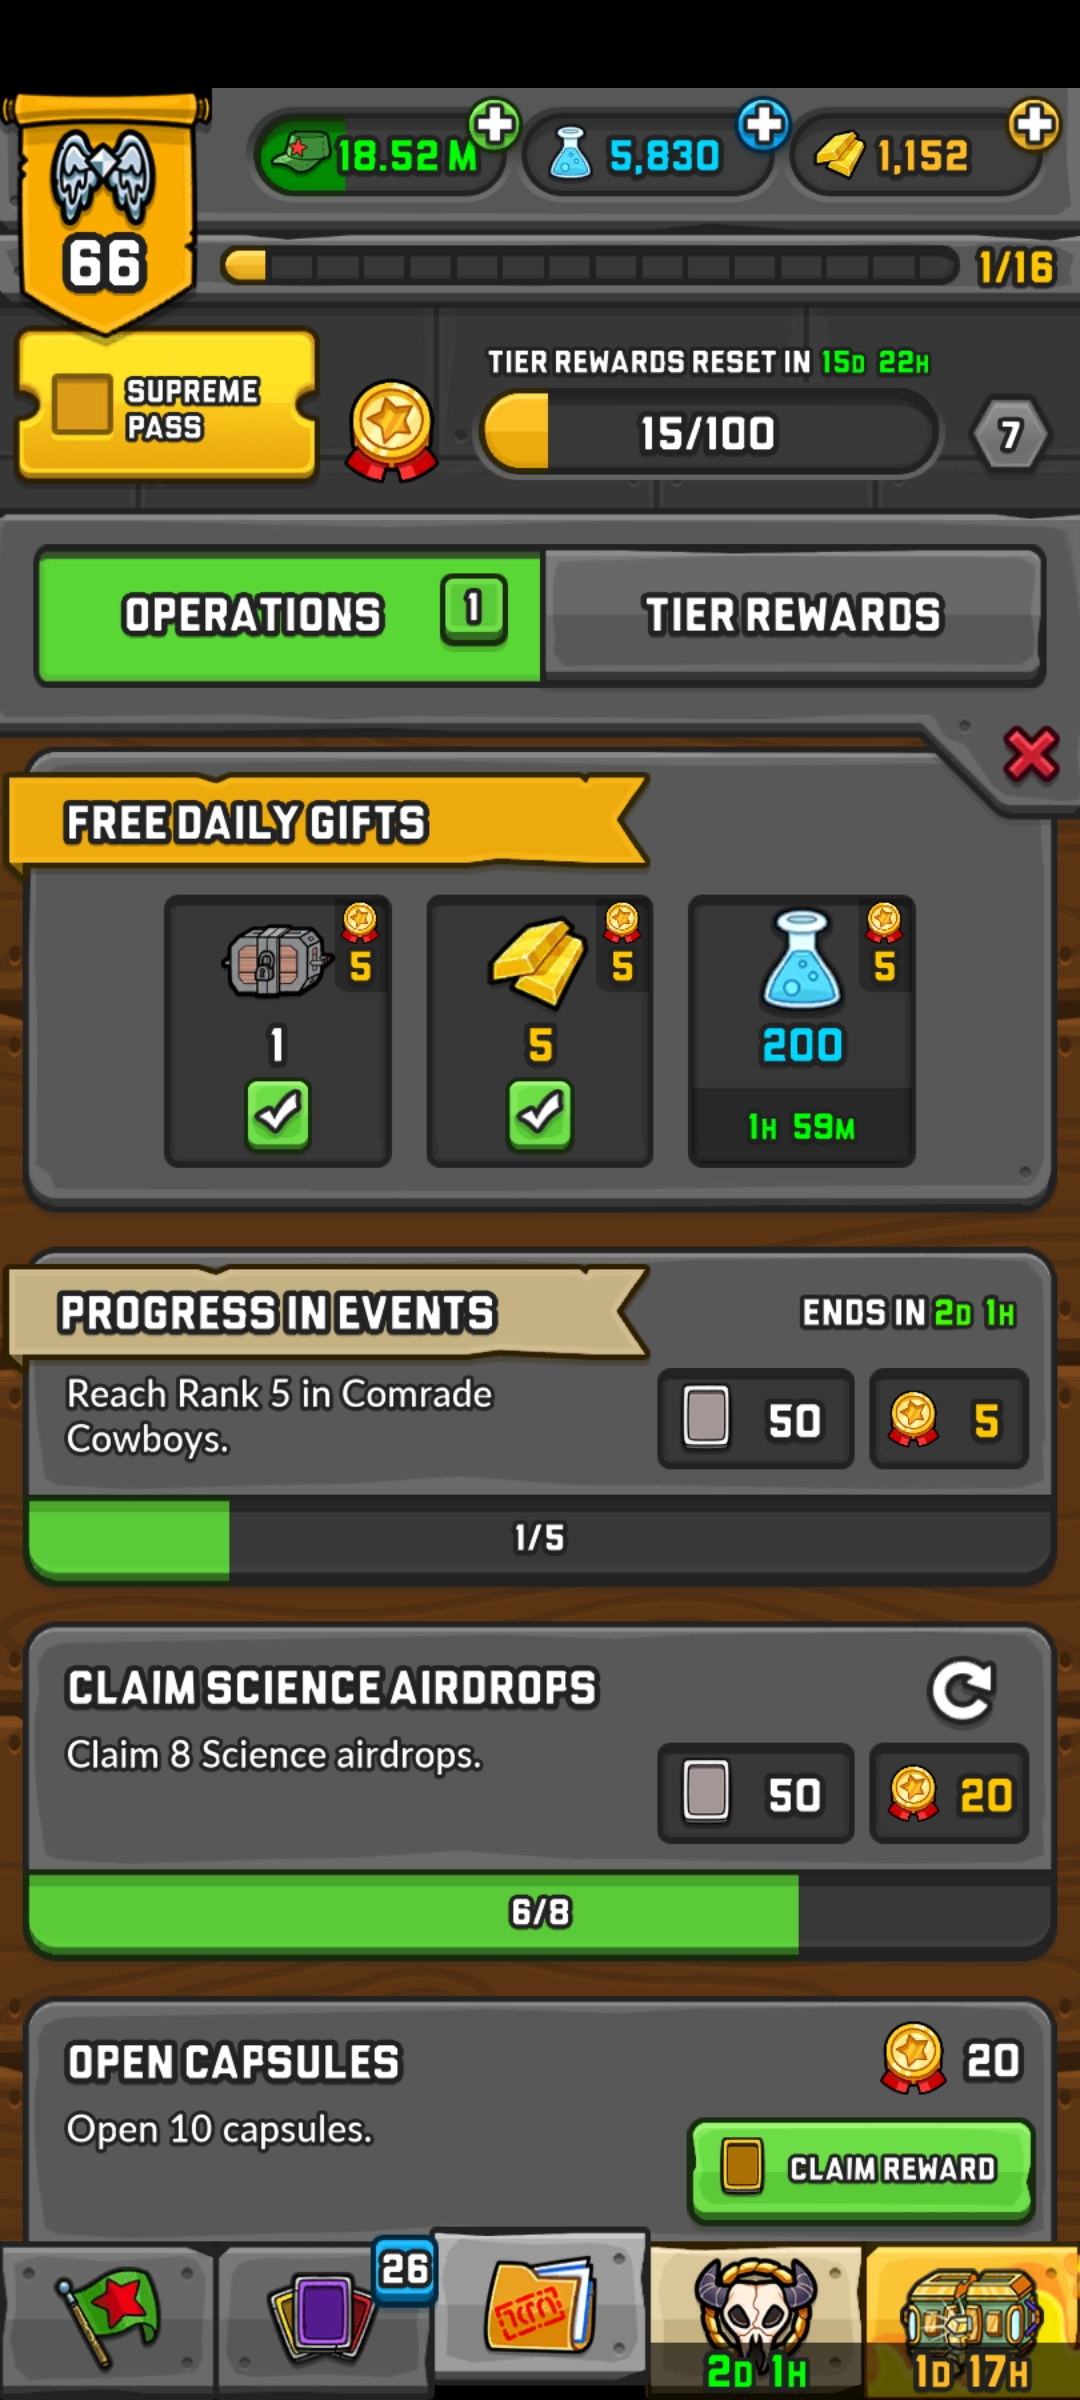 18.52 M
5,830
1,152
66
1/16
SUPREME
PASS
TIER REWARDS RESET IN 15D 22H
15/100
7
OPERATIONS
1
TIER REWARDS
FREE DAILY GIFTS
5
5
5
1
5
200
1H 59M
PROGRESS IN EVENTS
ENDS IN 2D 1H
Reach Rank 5 in Comrade
Cowboys.
50
5
1/5
CLAIM SCIENCE AIRDROPS
Claim 8 Science airdrops.
50
20
6/8
OPEN CAPSULES
20
Open 10 capsules.
CLAIM REWARD
26
2D 1H
1D 17H